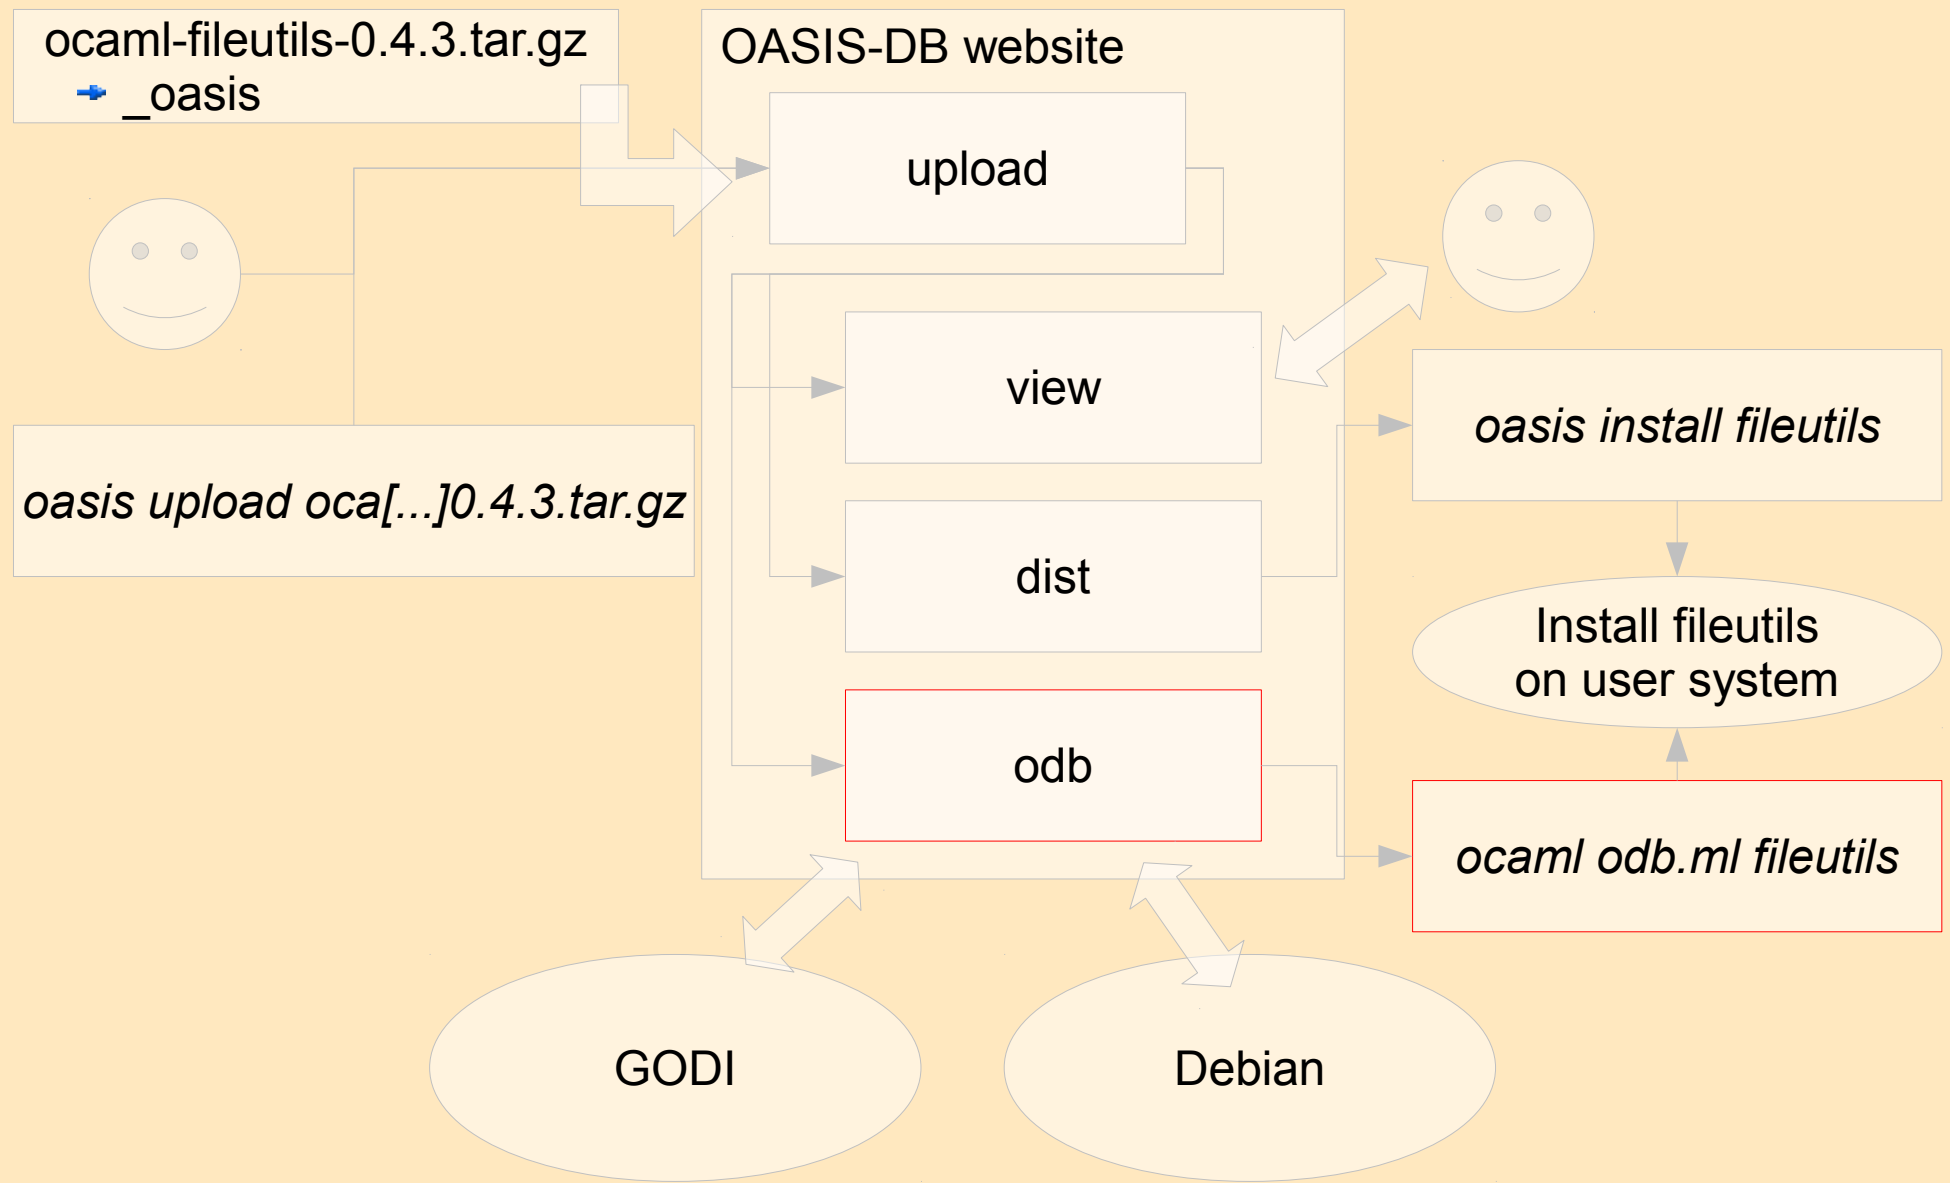 ocaml-fileutils-0.4.3.tar.gz
_oasis
OASIS-DB website
upload
view
oasis install fileutils
oasis upload oca[...]0.4.3.tar.gz
dist
Install fileutils
on user system
odb
ocaml odb.ml fileutils
GODI
Debian